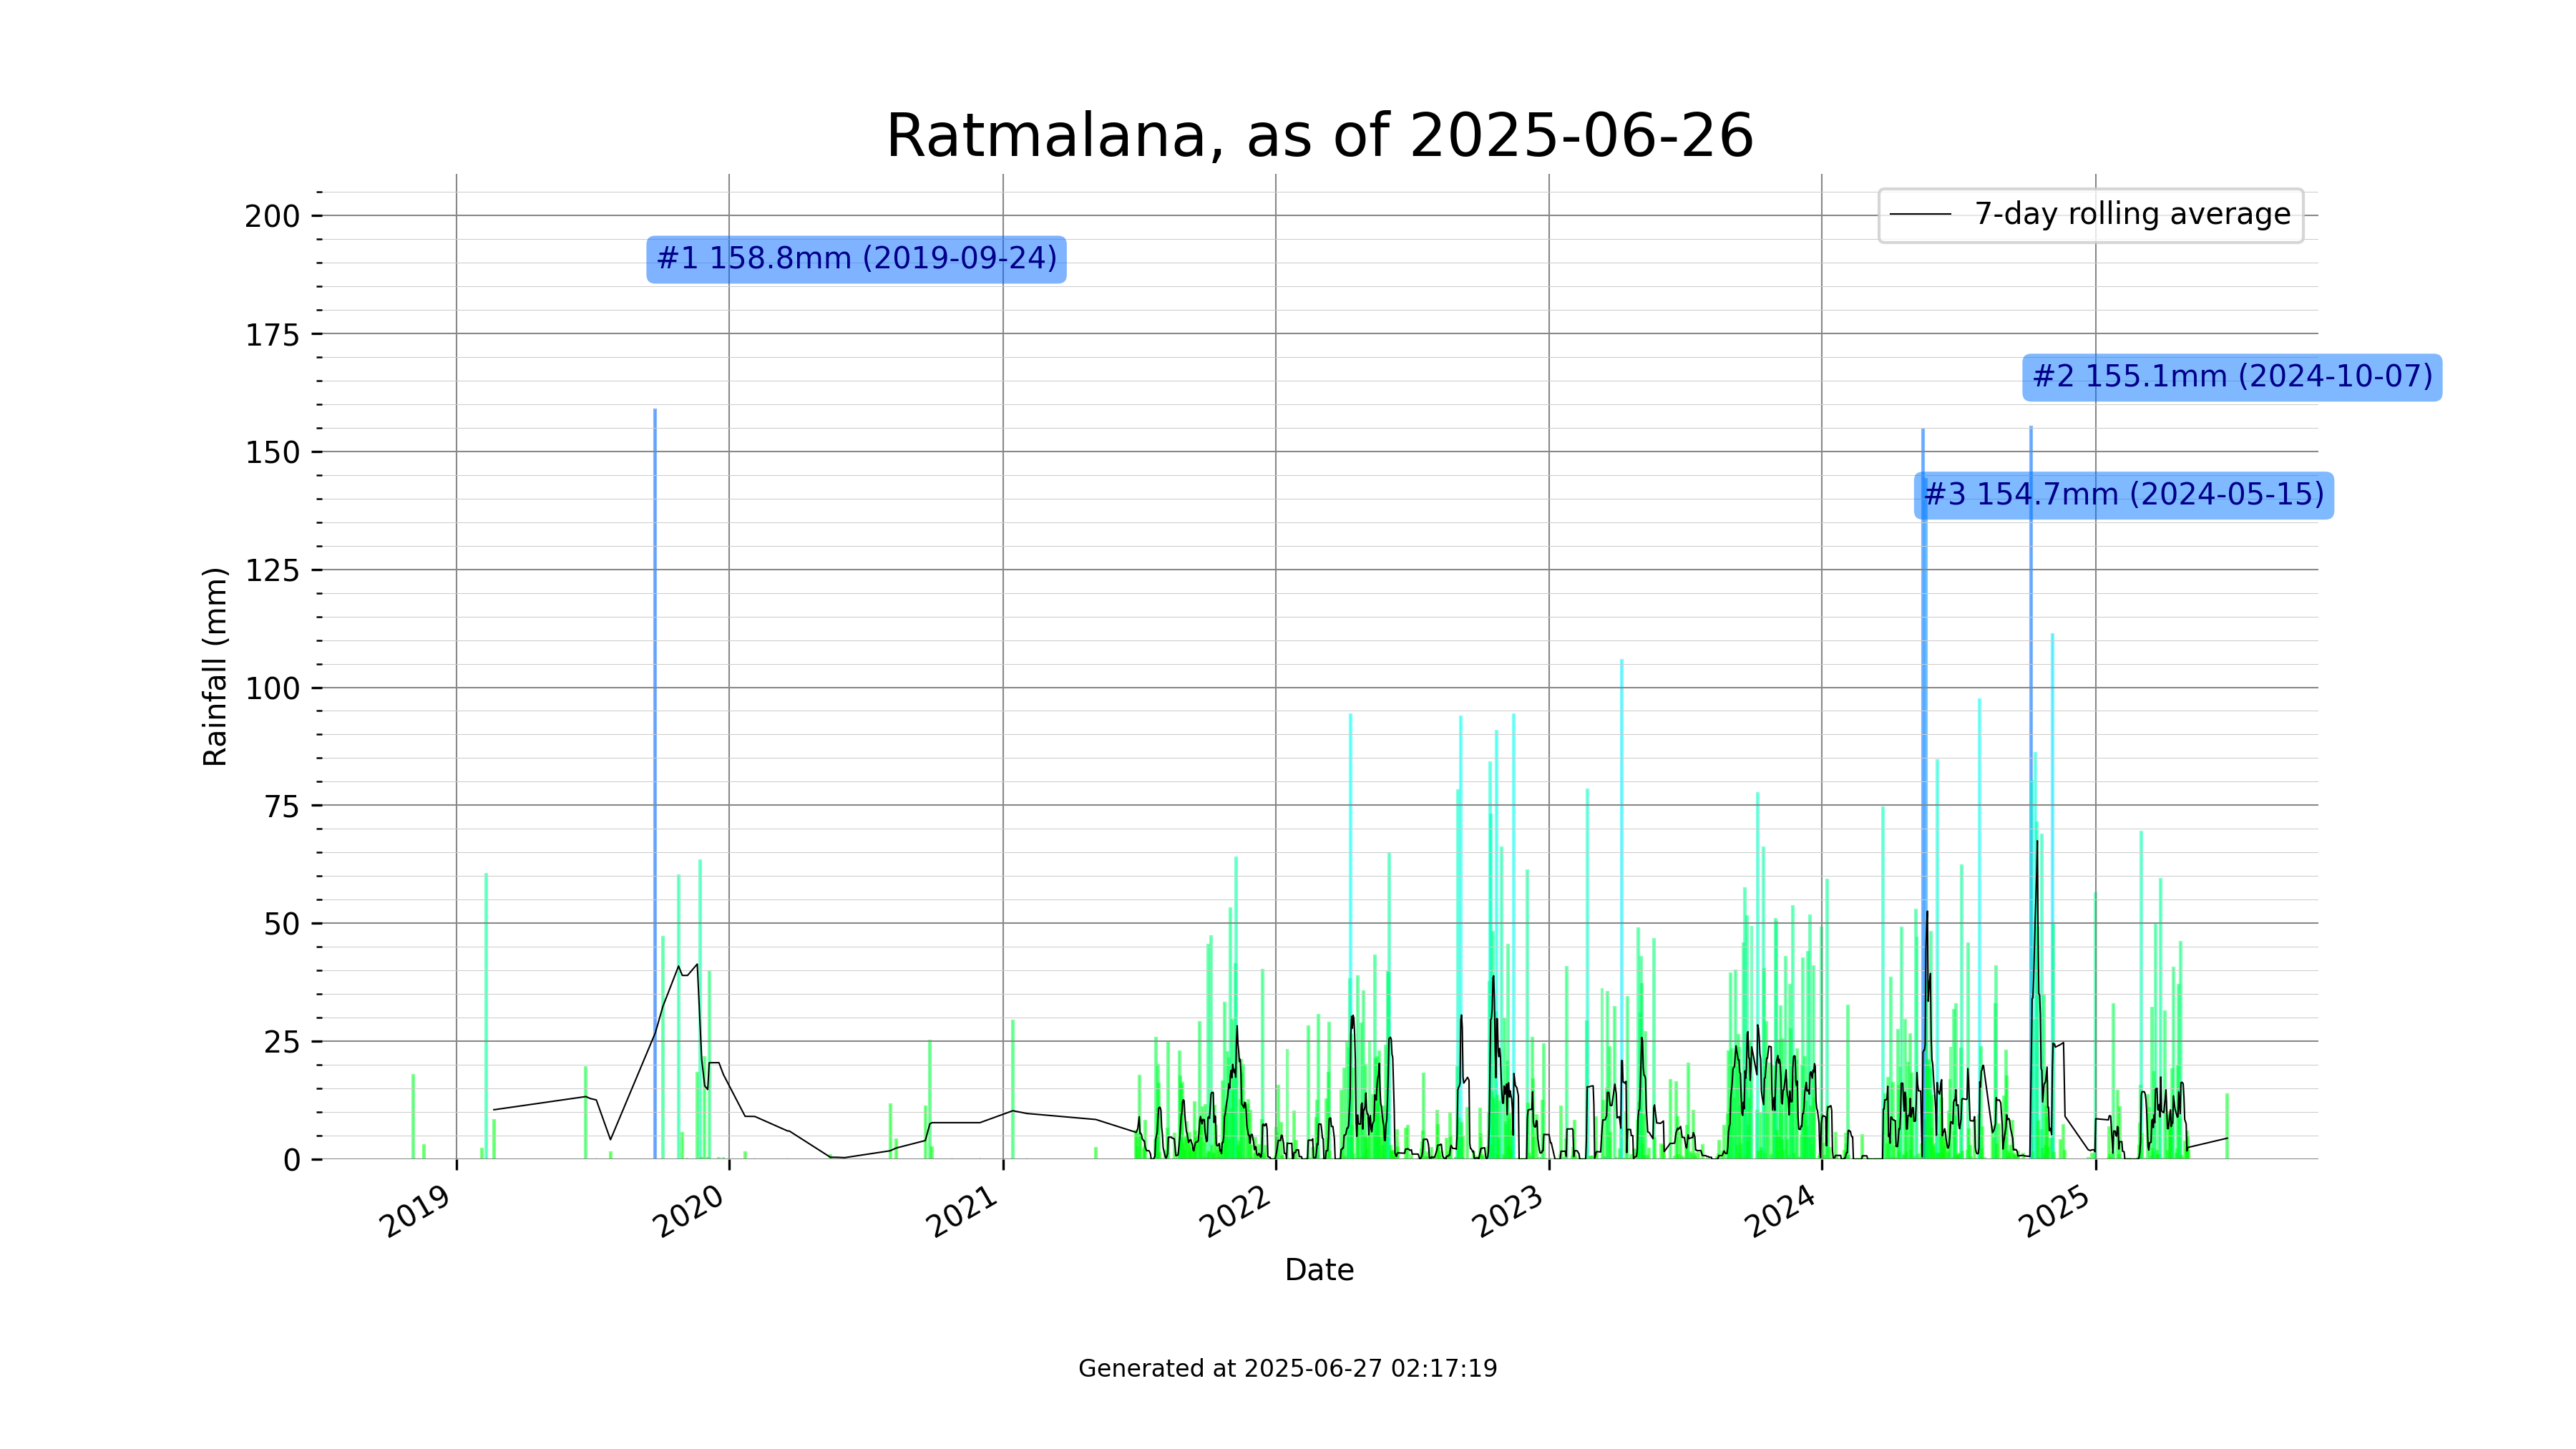 Ratmalana, as of 2025-06-26
7-day rolling average
#1 158.8mm (2019-09-24)
#2 155.1mm (2024-10-07)
#3 154.7mm (2024-05-15)
Rainfall (mm)
200
175
150
125
100
75
50
25
0
2019
2020
2021
2022
2023
2024
2025
Date
Generated at 2025-06-27 02:17:19